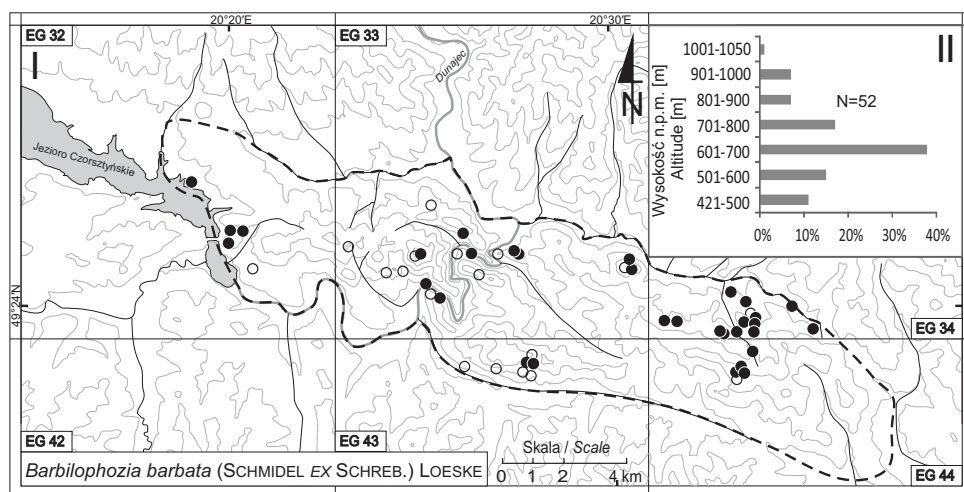 20°20'E
20°30'E
EG 32
EG 33
I
II
Dunajec
N
Jezioro Czorsztyńskie
49°24'N
Wysokość n.p.m. [m]
Altitude [m]
1001-1050
901-1000
801-900
701-800
601-700
501-600
421-500
N=52
0% 10% 20% 30% 40%
EG 34
EG 42
EG 43
EG 44
Skala / Scale
0 1 2 4 km
Barbilophozia barbata (SCHMIDEL EX SCHREB.) LOESKE